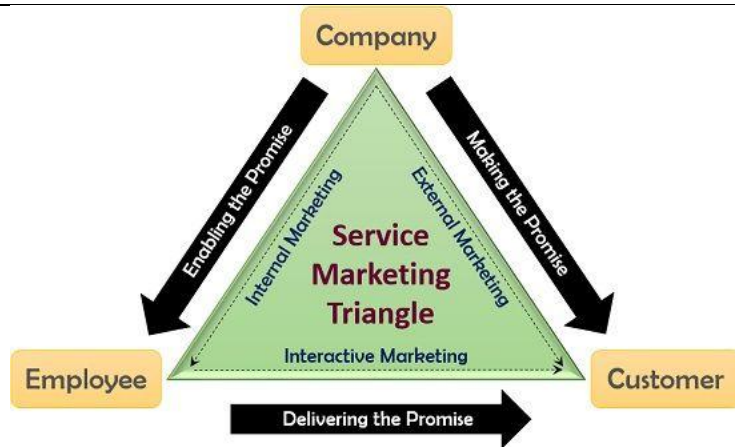 Company
Enabling the Promise
Internal Marketing
External Marketing
Making the Promise
Service
Marketing
Triangle
Interactive Marketing
Employee
Customer
Delivering the Promise